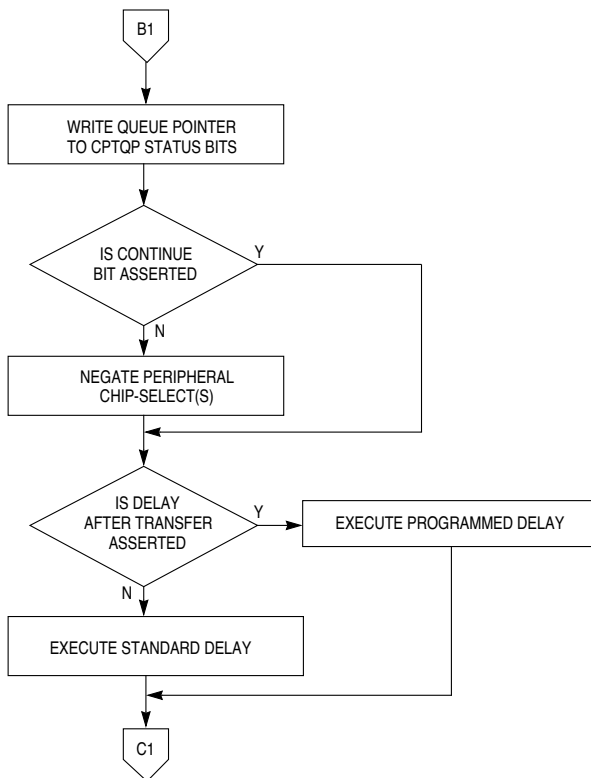 B1
WRITE QUEUE POINTER
TO CPTQP STATUS BITS
IS CONTINUE
BIT ASSERTED
Y
N
NEGATE PERIPHERAL
CHIP-SELECT(S)
IS DELAY
AFTER TRANSFER
ASSERTED
Y
EXECUTE PROGRAMMED DELAY
N
EXECUTE STANDARD DELAY
C1